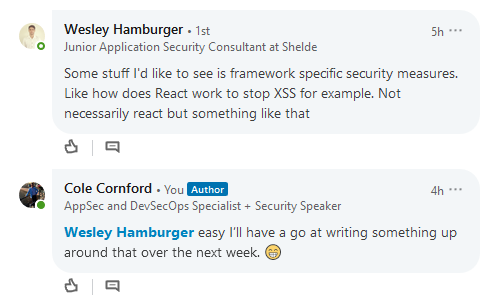 Wesley Hamburger • 1st
5h
Junior Application Security Consultant at Shelde
Some stuff I'd like to see is framework specific security measures.
Like how does React work to stop XSS for example. Not
necessarily react but something like that
Cole Cornford • You Author
4h
AppSec and DevSecOps Specialist + Security Speaker
Wesley Hamburger easy I'll have a go at writing something up
around that over the next week. 😁